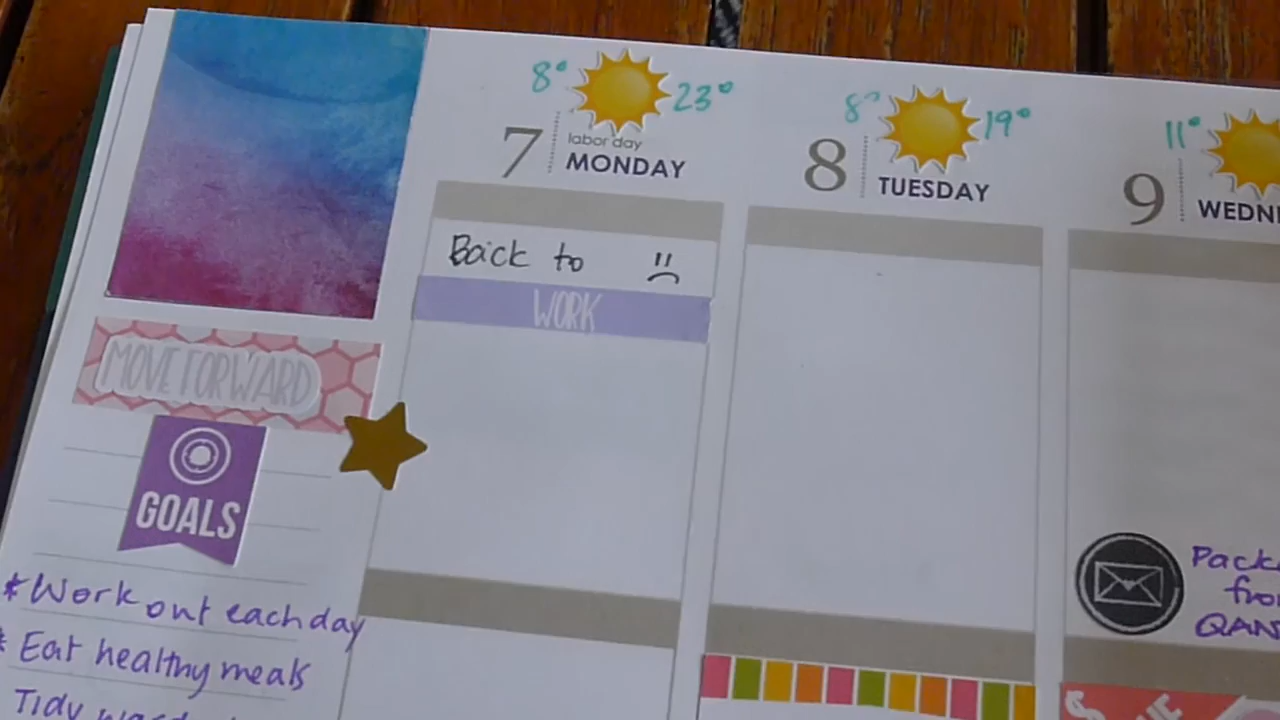 8° 23°
7 labor day
MONDAY
8° 19°
8 TUESDAY
11°
9 WEDN
Back to
WORK
MOVE FORWARD
GOALS
* Work out each day
* Eat healthy meals
Tidy
Pack
from
QAN